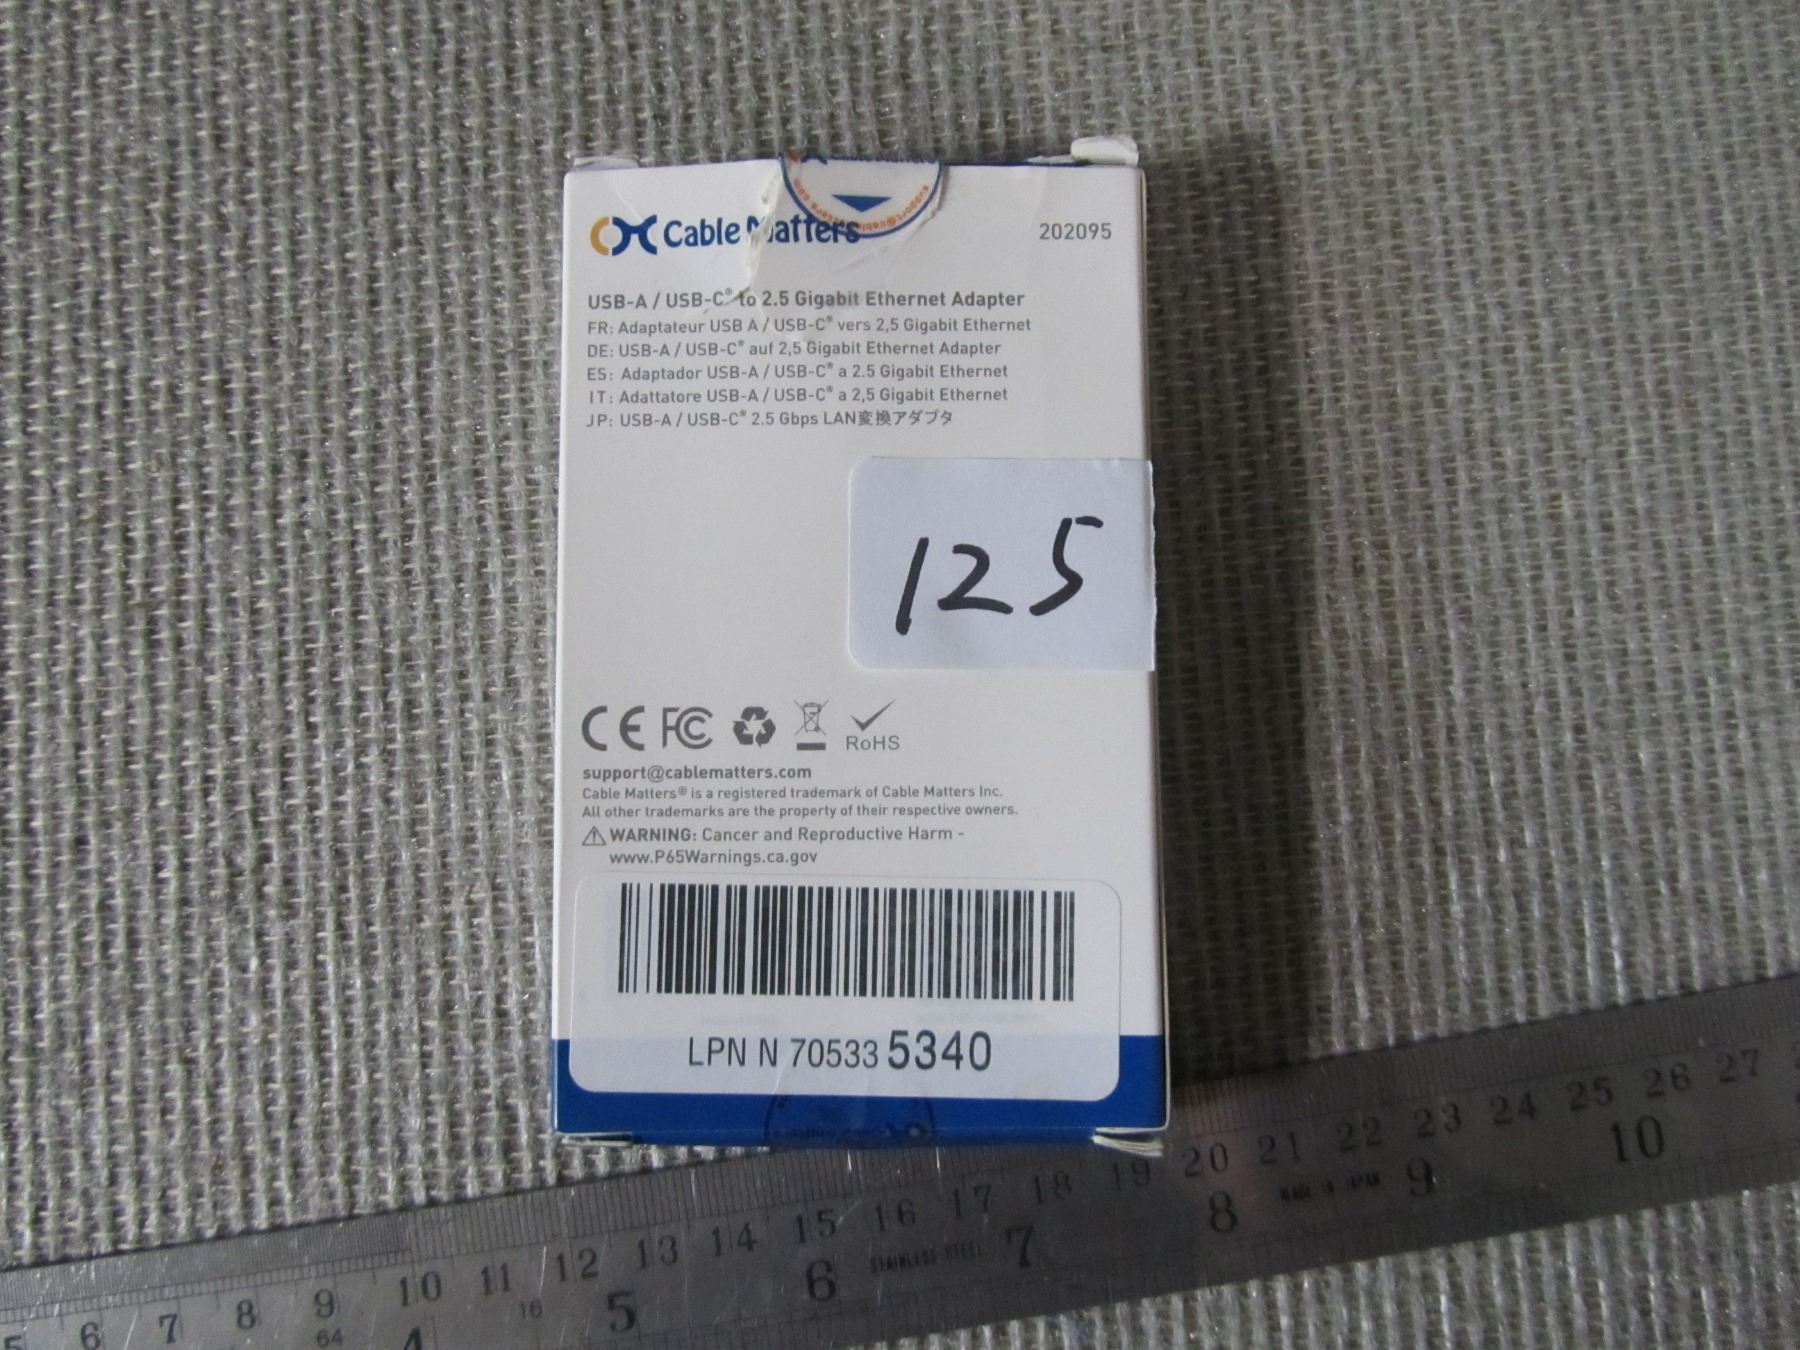 support@cable
tters.com
Cable Matters
202095
USB-A / USB-C® to 2.5 Gigabit Ethernet Adapter
FR: Adaptateur USB A / USB-C® vers 2,5 Gigabit Ethernet
DE: USB-A / USB-C® auf 2,5 Gigabit Ethernet Adapter
ES: Adaptador USB-A / USB-C® a 2.5 Gigabit Ethernet
IT: Adattatore USB-A / USB-C® a 2,5 Gigabit Ethernet
JP: USB-A / USB-C® 2.5 Gbps LAN変換アダプタ
125
CE FC RoHS
support@cablematters.com
Cable Matters® is a registered trademark of Cable Matters Inc.
All other trademarks are the property of their respective owners.
WARNING: Cancer and Reproductive Harm -
www.P65Warnings.ca.gov
LPN N 70533 5340
5 6 7 8 9 10 11 12 13 14 15 16 17 18 19 20 21 22 23 24 25 26 27
64 4 16 5 6 STAINLESS STEEL 7 8 MADE IN JAPAN 9 10